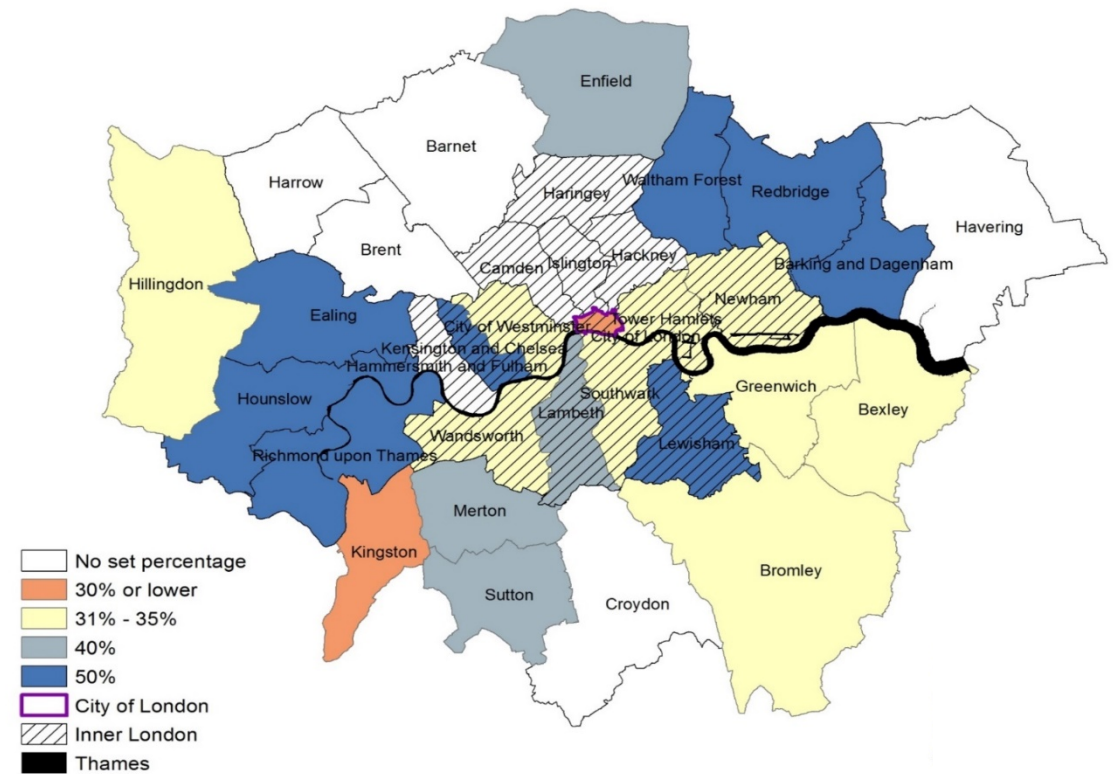 Enfield
Barnet
Harrow
Haringey
Waltham Forest
Redbridge
Havering
Brent
Hackney
Islington
Camden
Barking and Dagenham
Hillingdon
Newham
Ealing
Tower Hamlets
City of Westminster
City of London
Kensington and Chelsea
Hammersmith and Fulham
Greenwich
Hounslow
Southwark
Bexley
Lambeth
Wandsworth
Lewisham
Richmond upon Thames
Merton
Kingston
Bromley
Sutton
Croydon
No set percentage
30% or lower
31% - 35%
40%
50%
City of London
Inner London
Thames